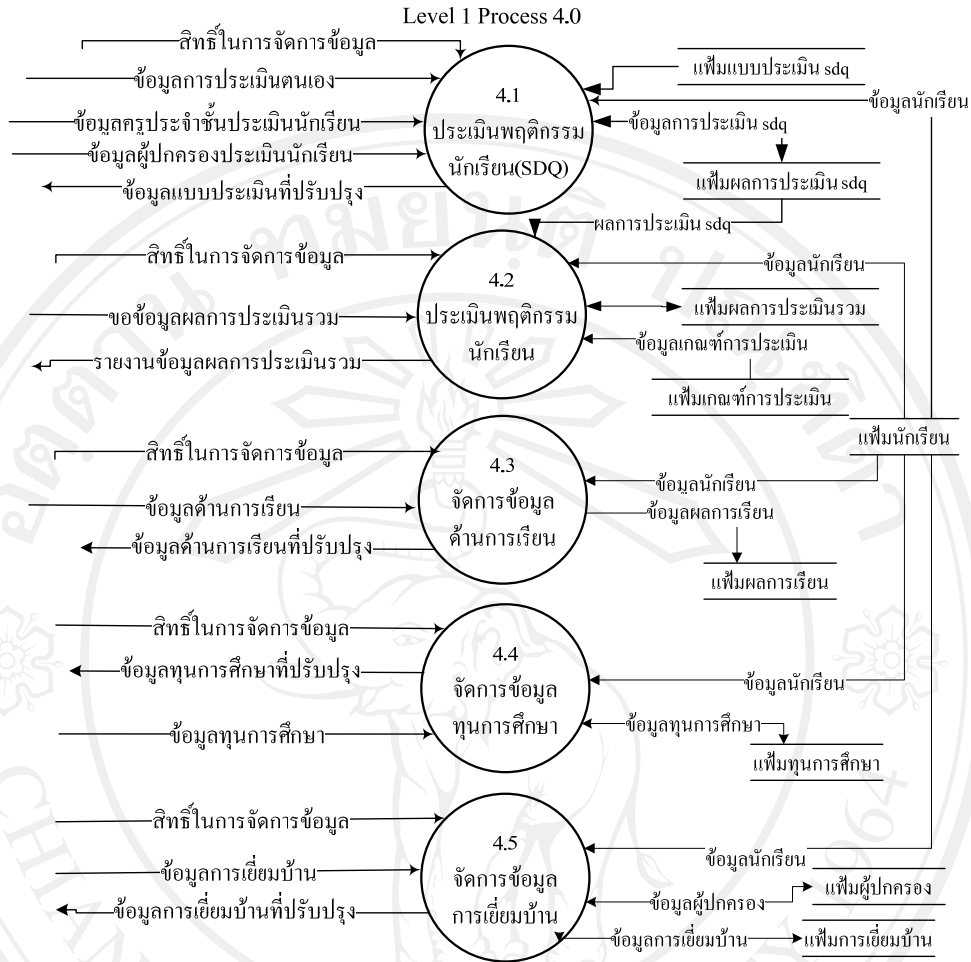 Level 1 Process 4.0
สิทธิ์ในการจัดการข้อมูล
ข้อมูลการประเมินตนเอง
ข้อมูลครูประจำชั้นประเมินนักเรียน
ข้อมูลผู้ปกครองประเมินนักเรียน
ข้อมูลแบบประเมินที่ปรับปรุง
4.1
ประเมินพฤติกรรม
นักเรียน(SDQ)
แฟ้มแบบประเมิน sdq
ข้อมูลนักเรียน
ข้อมูลการประเมิน sdq
แฟ้มผลการประเมิน sdq
ผลการประเมิน sdq
สิทธิ์ในการจัดการข้อมูล
ขอข้อมูลผลการประเมินรวม
รายงานข้อมูลผลการประเมินรวม
4.2
ประเมินพฤติกรรม
นักเรียน
ข้อมูลนักเรียน
แฟ้มผลการประเมินรวม
ข้อมูลเกณฑ์การประเมิน
แฟ้มเกณฑ์การประเมิน
แฟ้มนักเรียน
สิทธิ์ในการจัดการข้อมูล
ข้อมูลด้านการเรียน
ข้อมูลด้านการเรียนที่ปรับปรุง
4.3
จัดการข้อมูล
ด้านการเรียน
ข้อมูลนักเรียน
ข้อมูลผลการเรียน
แฟ้มผลการเรียน
สิทธิ์ในการจัดการข้อมูล
ข้อมูลทุนการศึกษาที่ปรับปรุง
ข้อมูลทุนการศึกษา
4.4
จัดการข้อมูล
ทุนการศึกษา
ข้อมูลนักเรียน
ข้อมูลทุนการศึกษา
แฟ้มทุนการศึกษา
สิทธิ์ในการจัดการข้อมูล
ข้อมูลการเยี่ยมบ้าน
ข้อมูลการเยี่ยมบ้านที่ปรับปรุง
4.5
จัดการข้อมูล
การเยี่ยมบ้าน
ข้อมูลนักเรียน
ข้อมูลผู้ปกครอง
แฟ้มผู้ปกครอง
ข้อมูลการเยี่ยมบ้าน
แฟ้มการเยี่ยมบ้าน